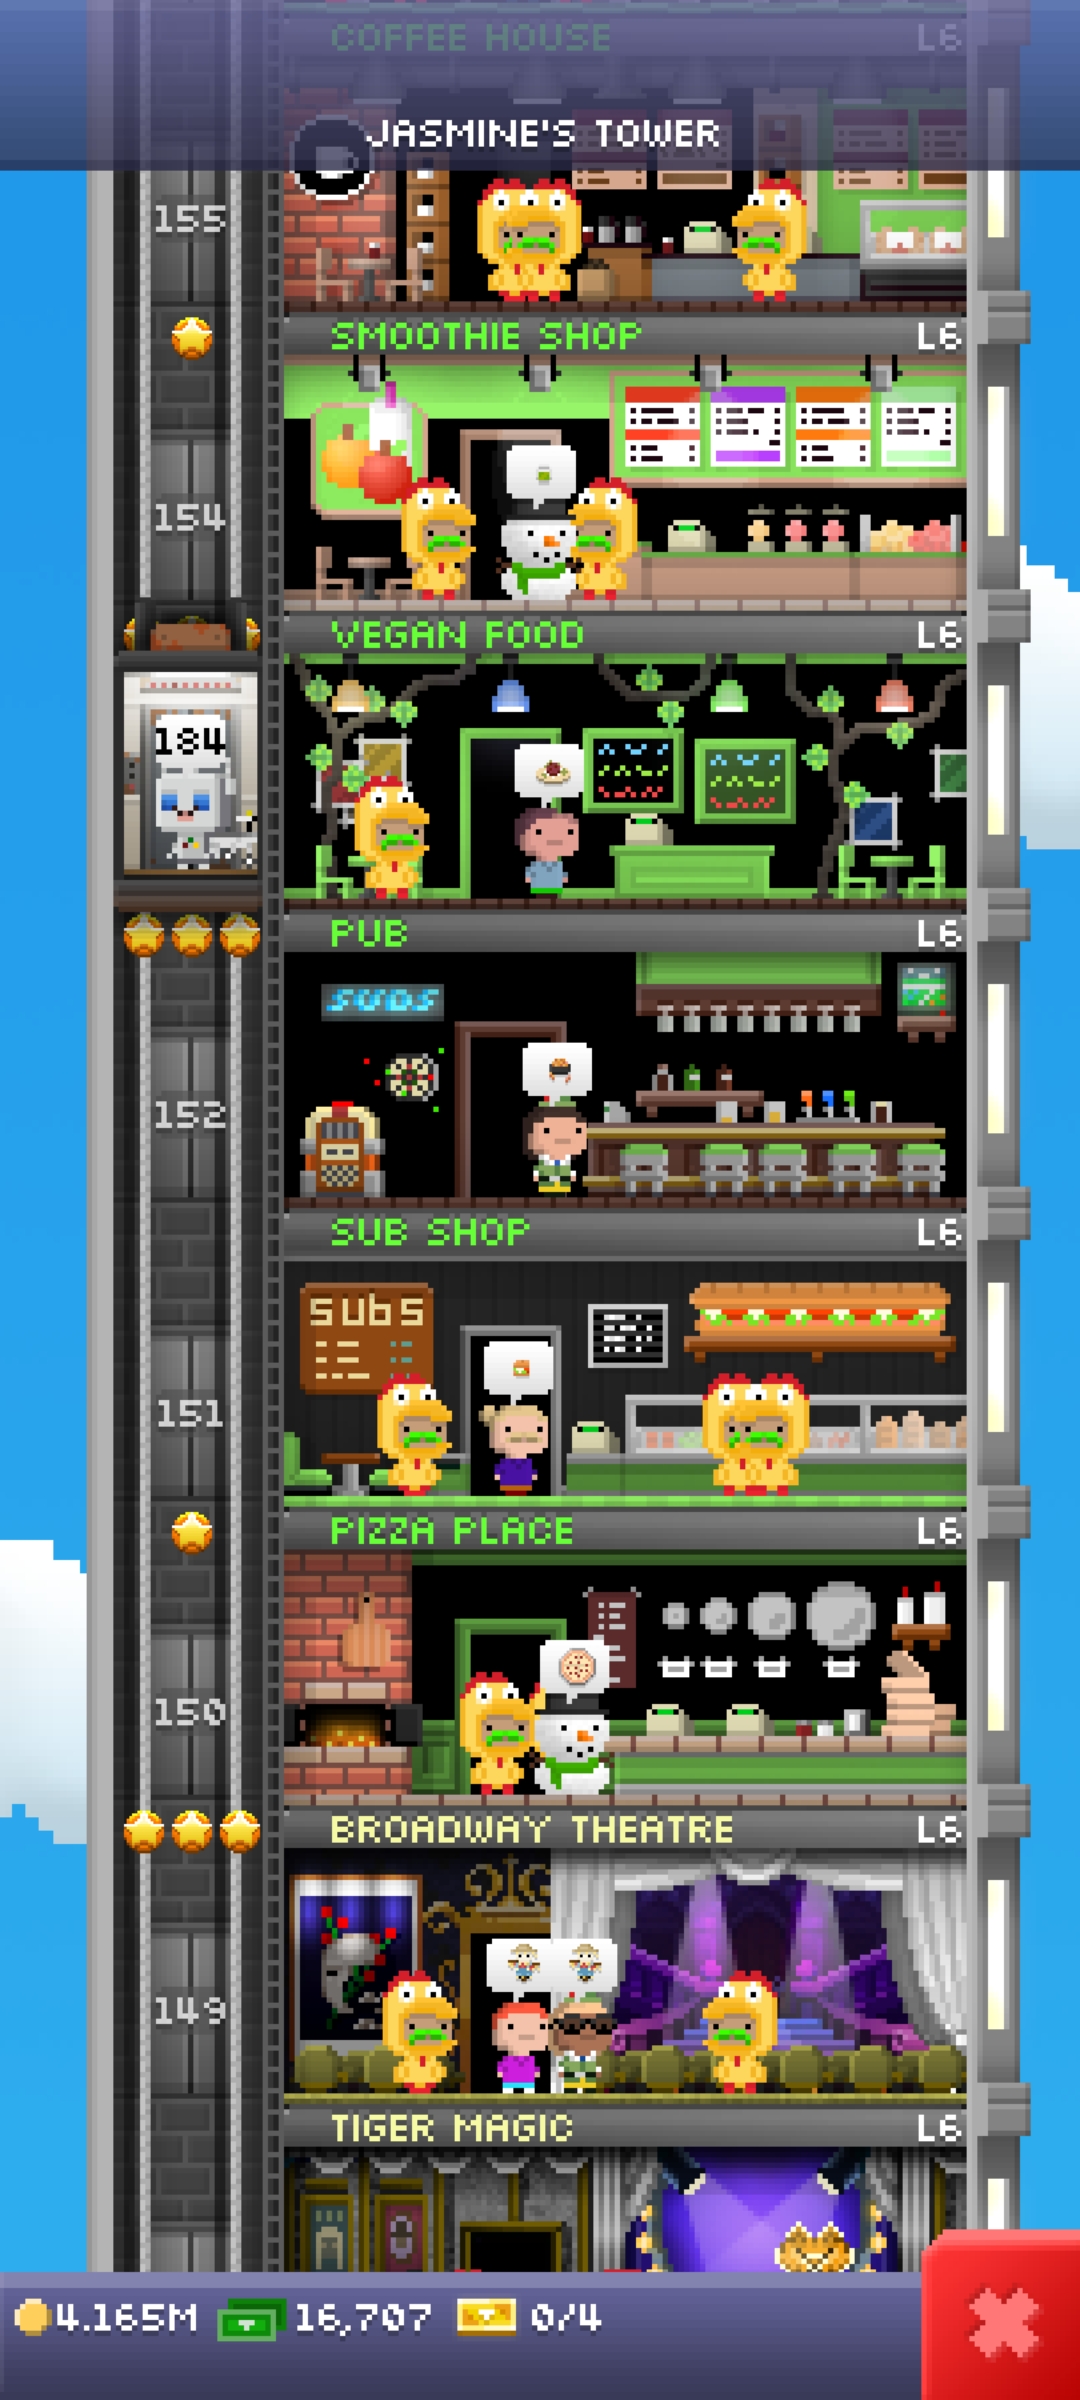 COFFEE HOUSE L6
JASMINE'S TOWER
155
SMOOTHIE SHOP L6
154
VEGAN FOOD L6
184
PUB L6
SUDS
152
SUB SHOP L6
SUBS
151
PIZZA PLACE L6
150
BROADWAY THEATRE L6
149
TIGER MAGIC L6
4.165M 16,707 0/4